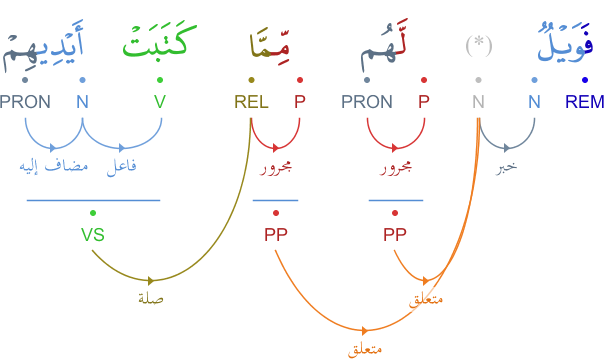 فَوَيْلٌ (*) لَّهُم مِّمَّا كَتَبَتْ أَيْدِيهِمْ
REM N N P PRON P REL V N PRON
خبر مجرور مجرور فاعل مضاف إليه
PP PP VS
متعلق صلة
متعلق